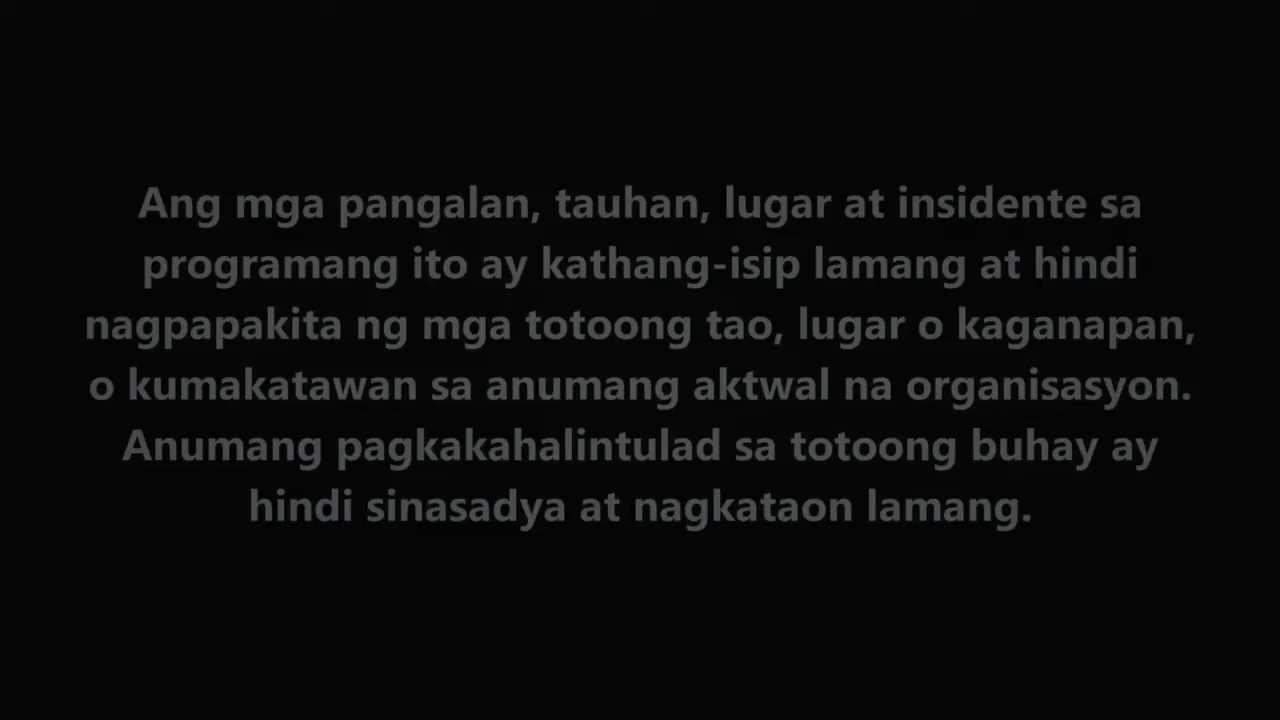 Ang mga pangalan, tauhan, lugar at insidente sa
programang ito ay kathang-isip lamang at hindi
nagpapakita ng mga totoong tao, lugar o kaganapan,
o kumakatawan sa anumang aktwal na organisasyon.
Anumang pagkakahalintulad sa totoong buhay ay
hindi sinasadya at nagkataon lamang.